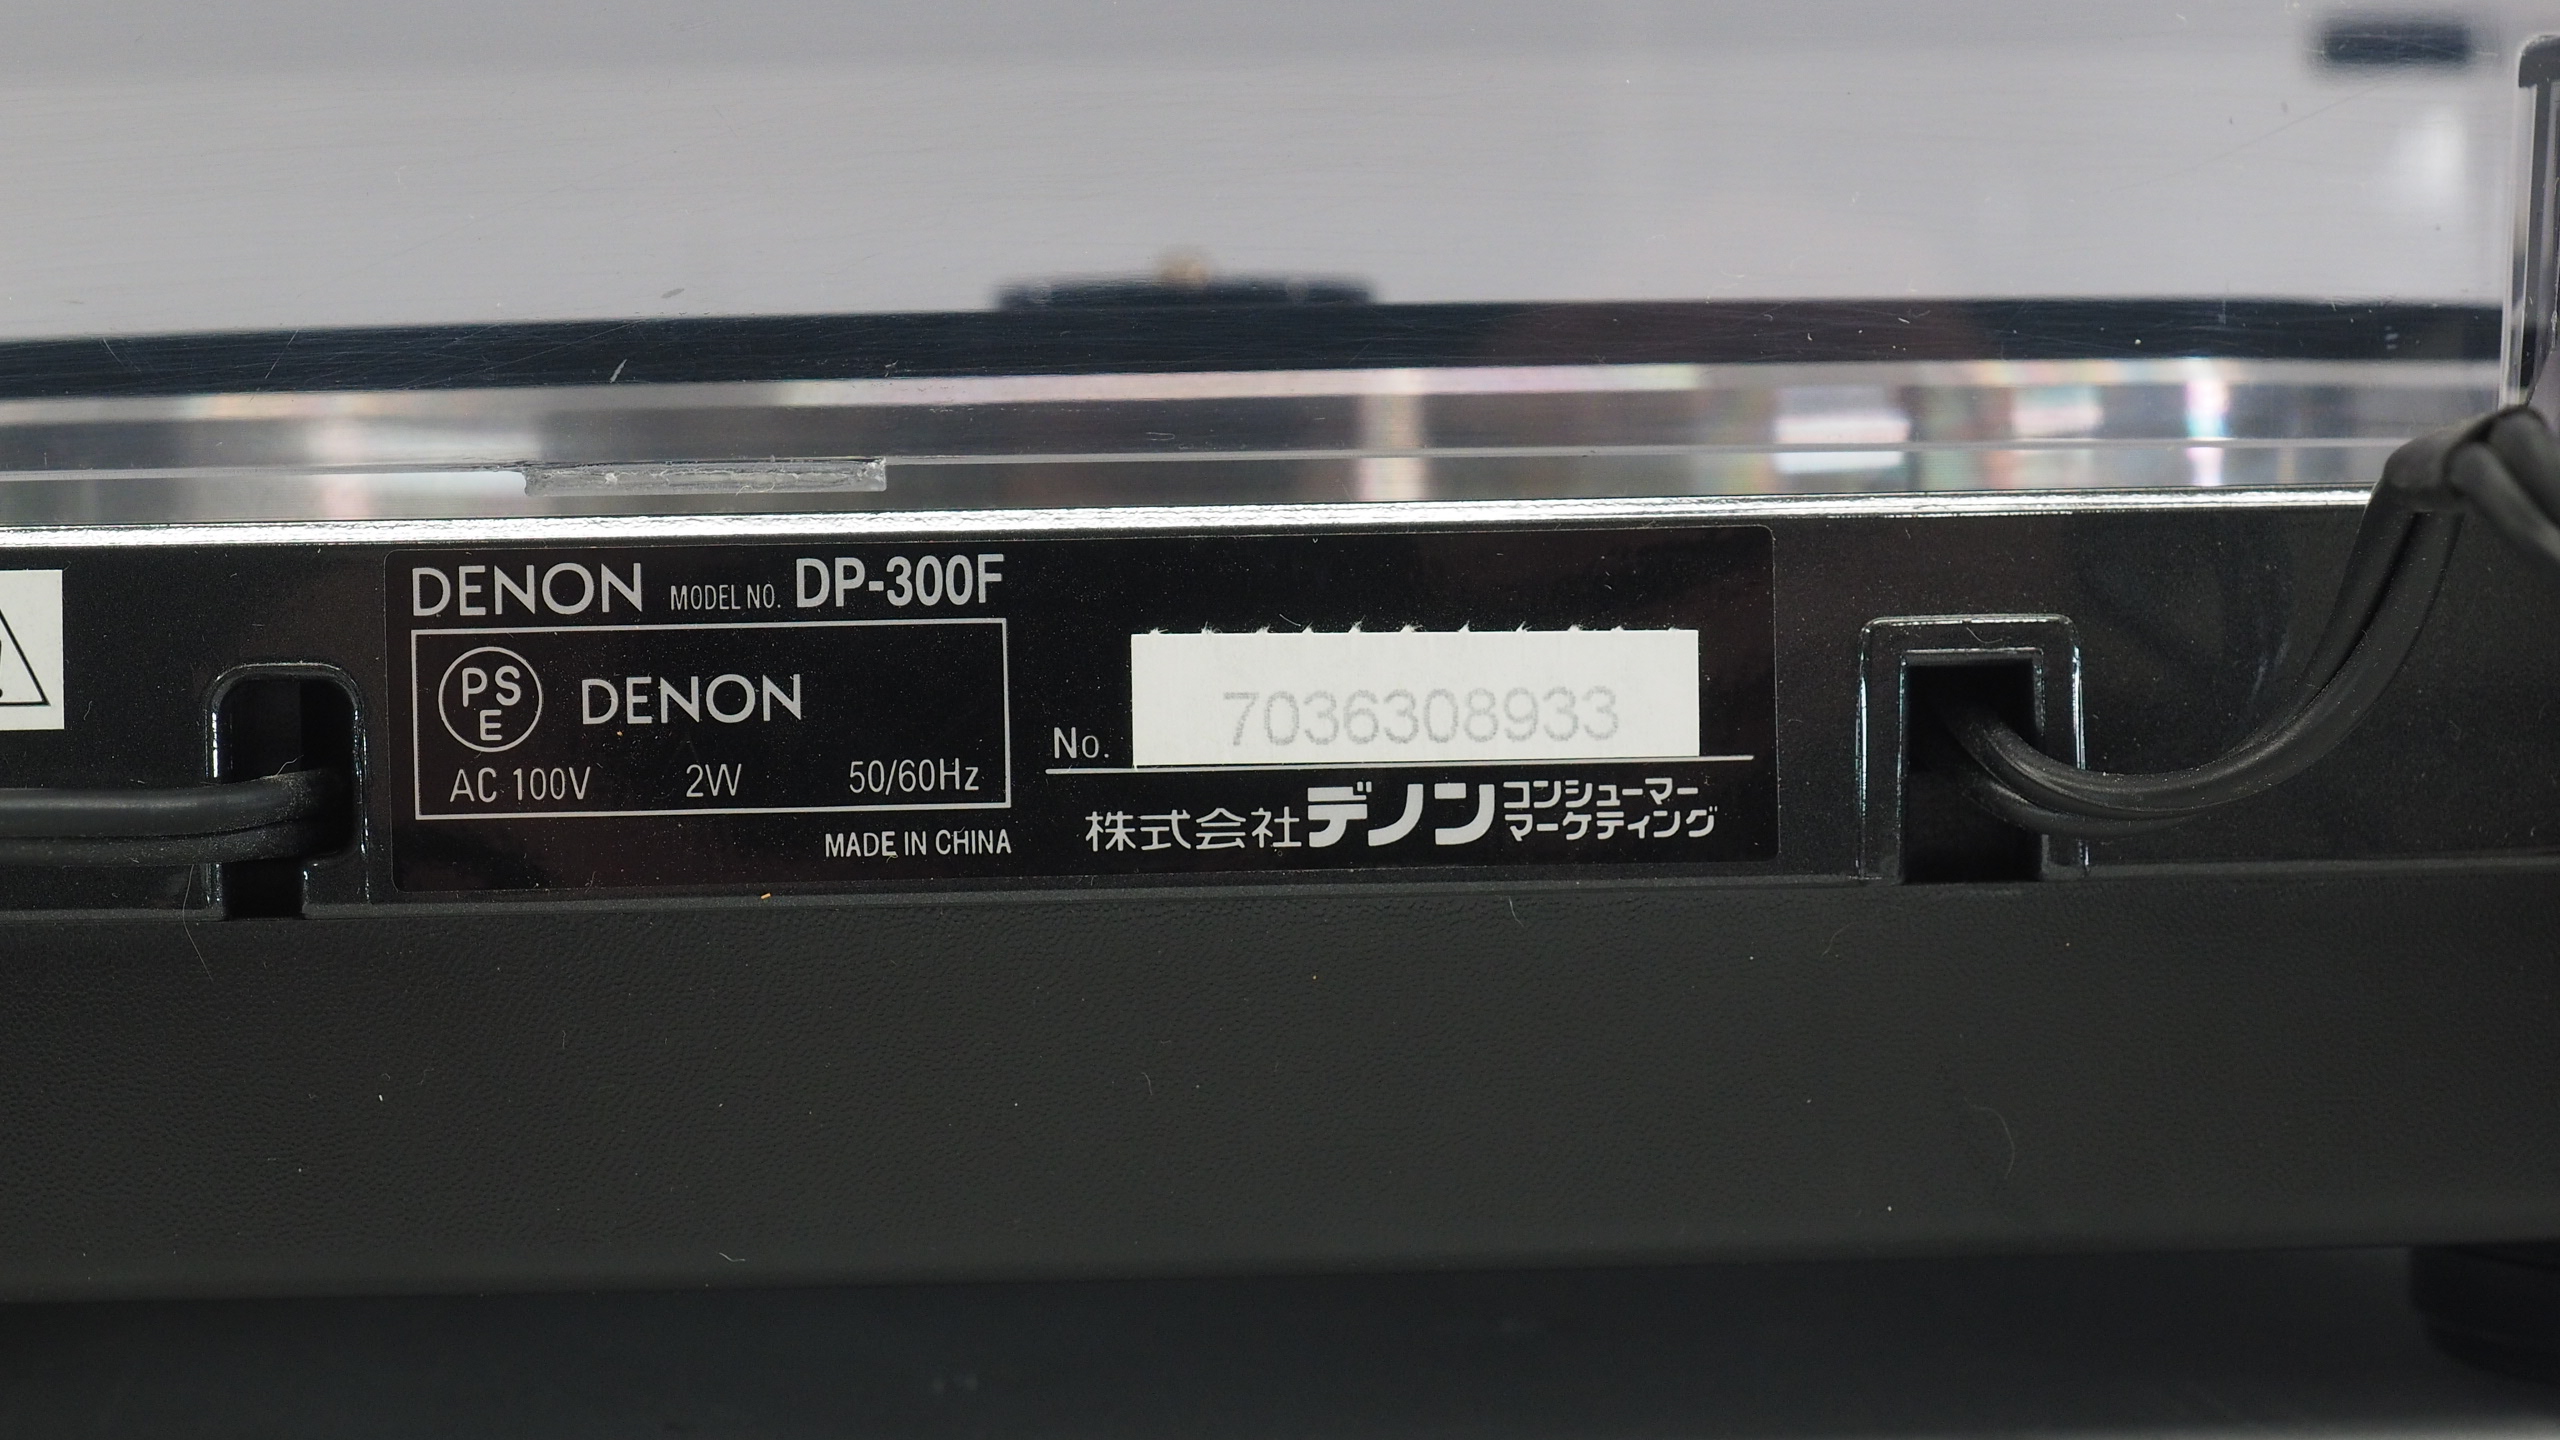 DENON MODEL NO. DP-300F
PSE DENON
AC 100V 2W 50/60Hz
MADE IN CHINA
No. 7036308933
株式会社デノン コンシューマー
マーケティング